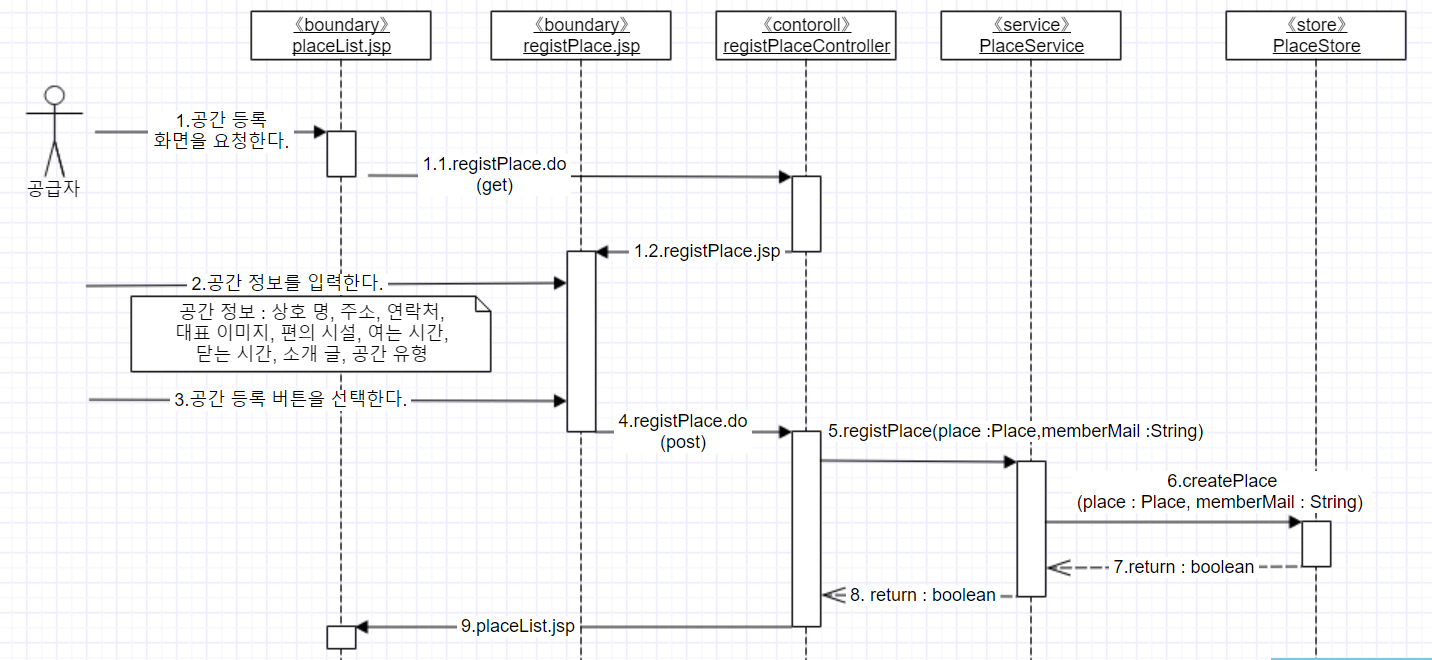 《boundary》
placeList.jsp
《boundary》
registPlace.jsp
《contoroll》
registPlaceController
《service》
PlaceService
《store》
PlaceStore
공급자
1.공간 등록
화면을 요청한다.
1.1.registPlace.do
(get)
1.2.registPlace.jsp
2.공간 정보를 입력한다.
공간 정보 : 상호 명, 주소, 연락처,
대표 이미지, 편의 시설, 여는 시간,
닫는 시간, 소개 글, 공간 유형
3.공간 등록 버튼을 선택한다.
4.registPlace.do
(post)
5.registPlace(place :Place,memberMail :String)
6.createPlace
(place : Place, memberMail : String)
7.return : boolean
8. return : boolean
9.placeList.jsp